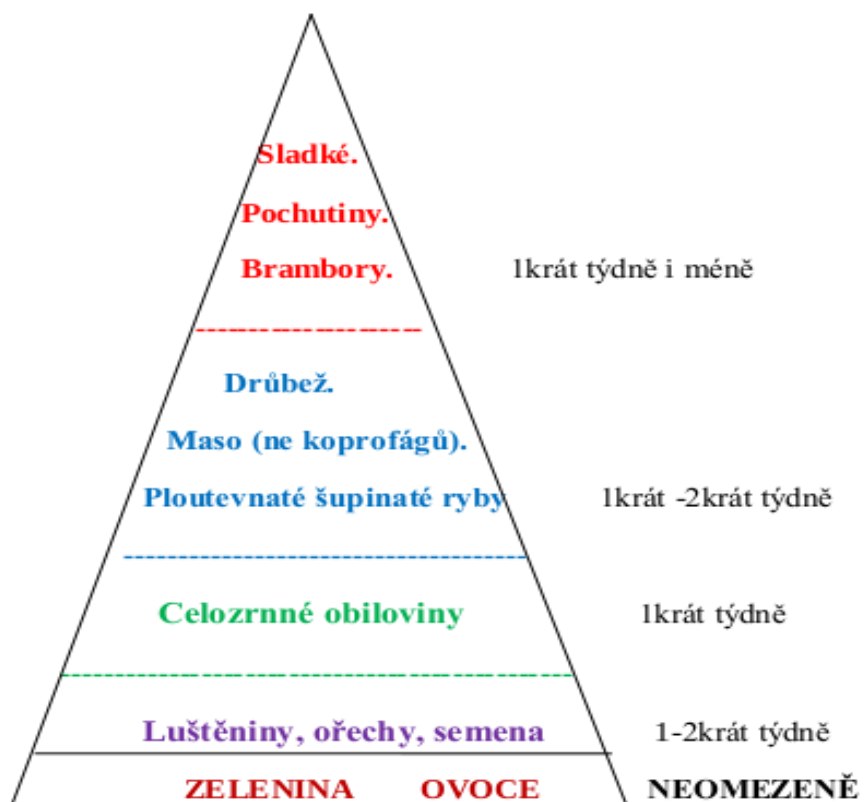 Sladké.
Pochutiny.
Brambory. 1krát týdně i méně
Drůbež.
Maso (ne koprofágů).
Ploutevnaté šupinaté ryby 1krát -2krát týdně
Celozrnné obiloviny 1krát týdně
Luštěniny, ořechy, semena 1-2krát týdně
ZELENINA OVOCE NEOMEZENĚ